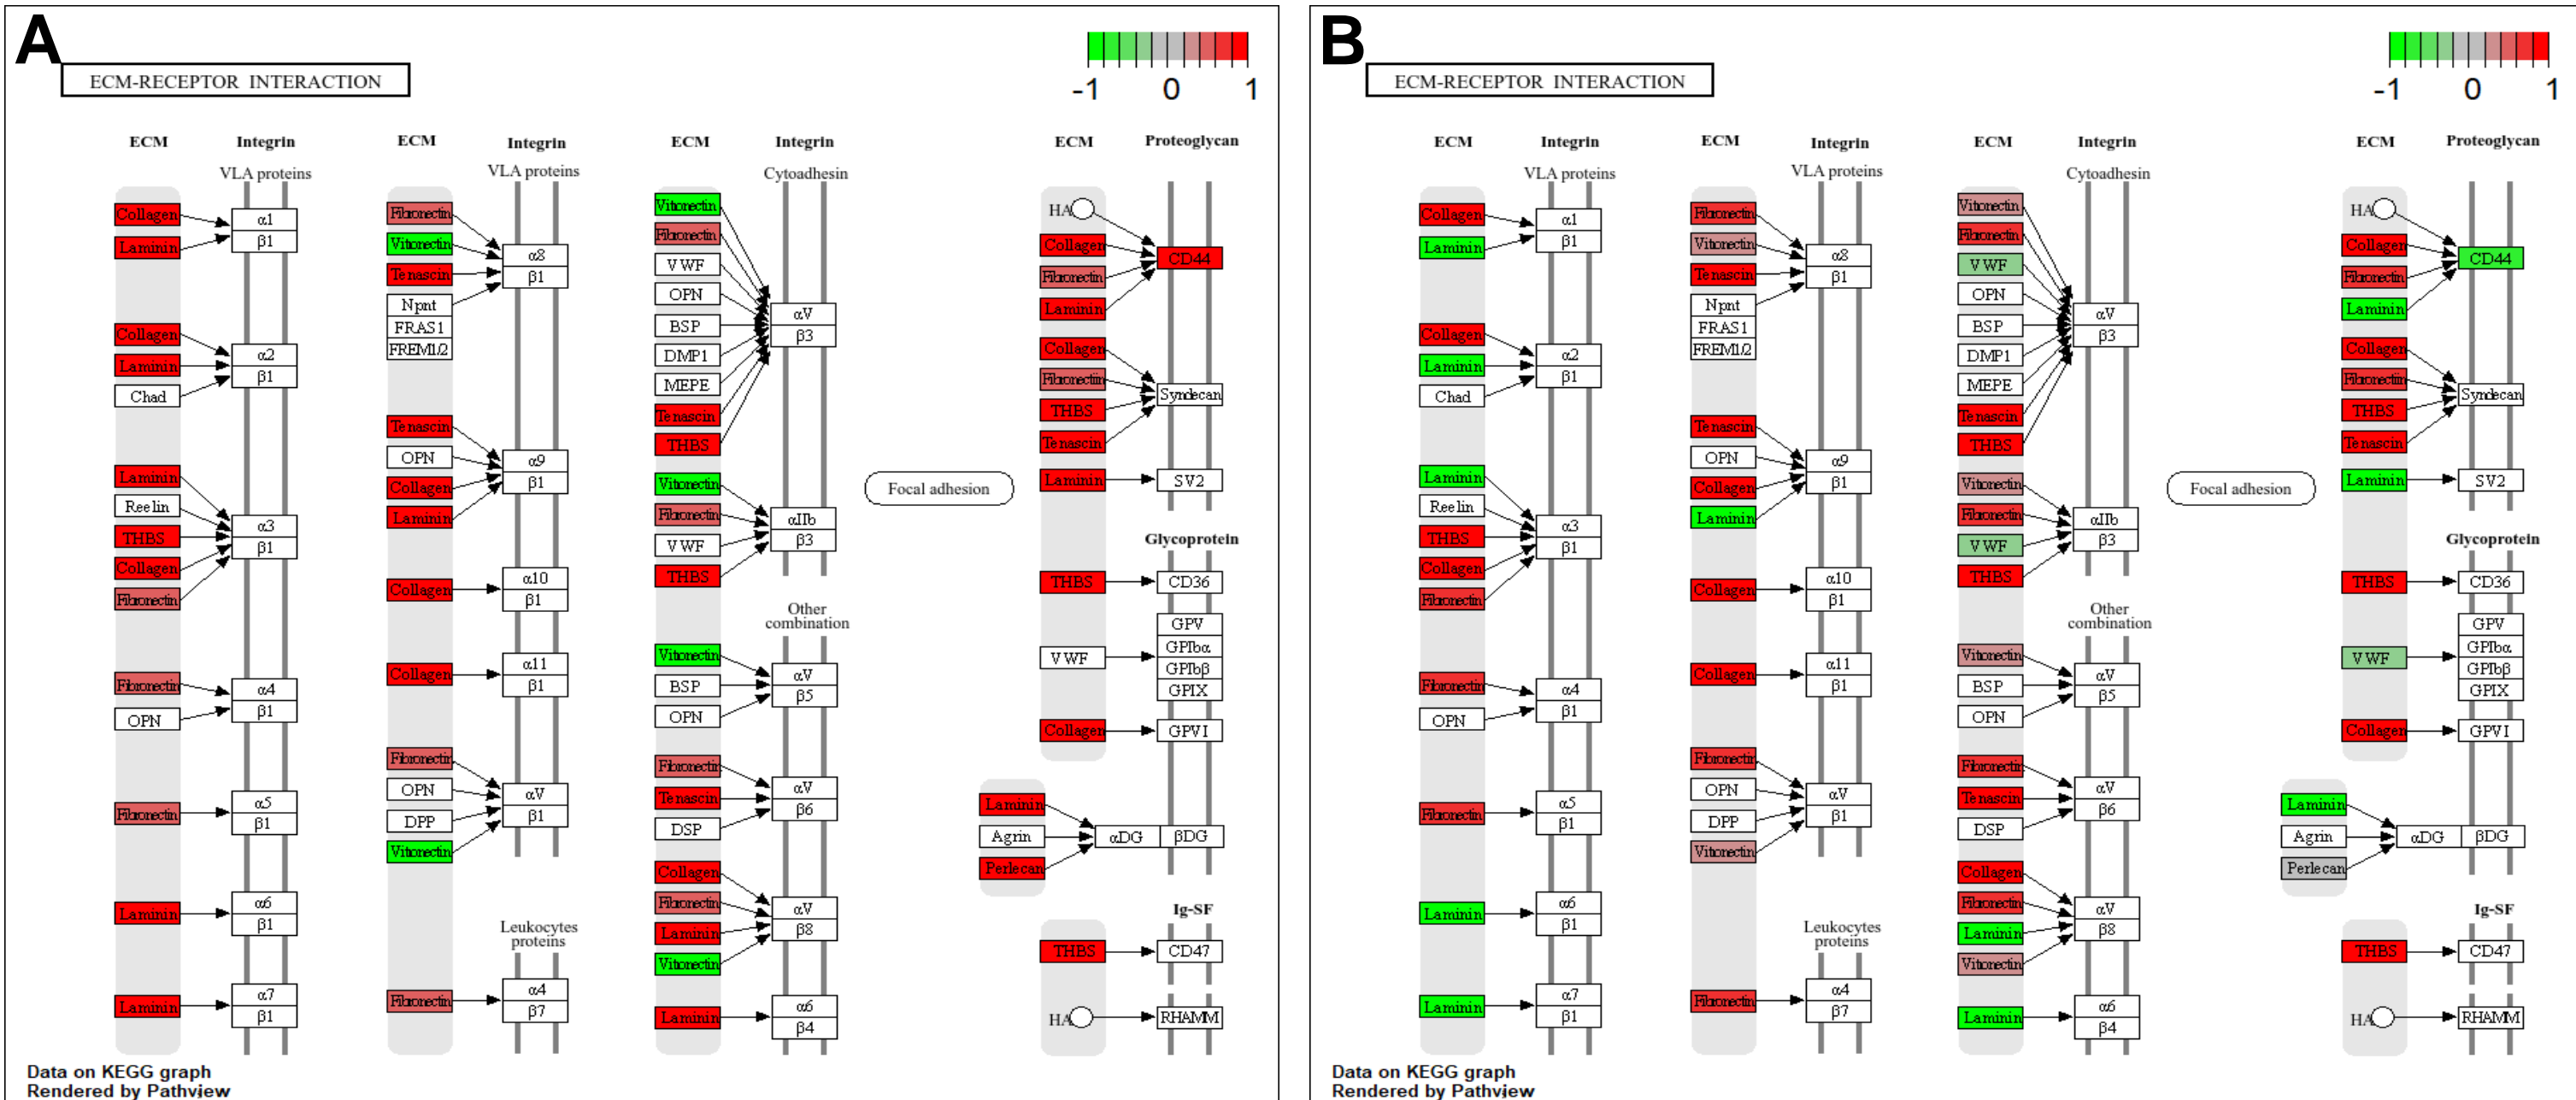 A
ECM-RECEPTOR INTERACTION
-1 0 1
ECM Integrin
VLA proteins
Collagen
Laminin
α1
β1
Collagen
Laminin
Chad
α2
β1
Laminin
Reelin
THBS
Collagen
Fibronectin
α3
β1
Fibronectin
OPN
α4
β1
Fibronectin
α5
β1
Laminin
α6
β1
Laminin
α7
β1
ECM Integrin
VLA proteins
Fibronectin
Vitronectin
Tenascin
Npnt
FRAS1
FREM1/2
α8
β1
Tenascin
OPN
Collagen
Laminin
α9
β1
Collagen
α10
β1
Collagen
α11
β1
Fibronectin
OPN
DPP
Vitronectin
αV
β1
Leukocytes
proteins
Fibronectin
α4
β7
ECM Integrin
Cytoadhesin
Vitronectin
Fibronectin
VWF
OPN
BSP
DMP1
MEPE
Tenascin
THBS
αV
β3
Vitronectin
Fibronectin
VWF
THBS
αIIb
β3
Other
combination
Vitronectin
BSP
OPN
αV
β5
Fibronectin
Tenascin
DSP
αV
β6
Collagen
Fibronectin
Laminin
Vitronectin
αV
β8
Laminin
α6
β4
Focal adhesion
ECM Proteoglycan
HA
Collagen
Fibronectin
Laminin
CD44
Collagen
Fibronectin
THBS
Tenascin
Syndecan
Laminin
SV2
Glycoprotein
THBS
CD36
VWF
GPV
GPIbα
GPIbβ
GPIX
Collagen
GPVI
Laminin
Agrin
Perlecan
αDG βDG
Ig-SF
THBS
CD47
HA
RHAMM
Data on KEGG graph
Rendered by Pathview
B
ECM-RECEPTOR INTERACTION
-1 0 1
ECM Integrin
VLA proteins
Collagen
Laminin
α1
β1
Collagen
Laminin
Chad
α2
β1
Laminin
Reelin
THBS
Collagen
Fibronectin
α3
β1
Fibronectin
OPN
α4
β1
Fibronectin
α5
β1
Laminin
α6
β1
Laminin
α7
β1
ECM Integrin
VLA proteins
Fibronectin
Vitronectin
Tenascin
Npnt
FRAS1
FREM1/2
α8
β1
Tenascin
OPN
Collagen
Laminin
α9
β1
Collagen
α10
β1
Collagen
α11
β1
Fibronectin
OPN
DPP
Vitronectin
αV
β1
Leukocytes
proteins
Fibronectin
α4
β7
ECM Integrin
Cytoadhesin
Vitronectin
Fibronectin
VWF
OPN
BSP
DMP1
MEPE
Tenascin
THBS
αV
β3
Vitronectin
Fibronectin
VWF
THBS
αIIb
β3
Other
combination
Vitronectin
BSP
OPN
αV
β5
Fibronectin
Tenascin
DSP
αV
β6
Collagen
Fibronectin
Laminin
Vitronectin
αV
β8
Laminin
α6
β4
Focal adhesion
ECM Proteoglycan
HA
Collagen
Fibronectin
Laminin
CD44
Collagen
Fibronectin
THBS
Tenascin
Syndecan
Laminin
SV2
Glycoprotein
THBS
CD36
VWF
GPV
GPIbα
GPIbβ
GPIX
Collagen
GPVI
Laminin
Agrin
Perlecan
αDG βDG
Ig-SF
THBS
CD47
HA
RHAMM
Data on KEGG graph
Rendered by Pathview